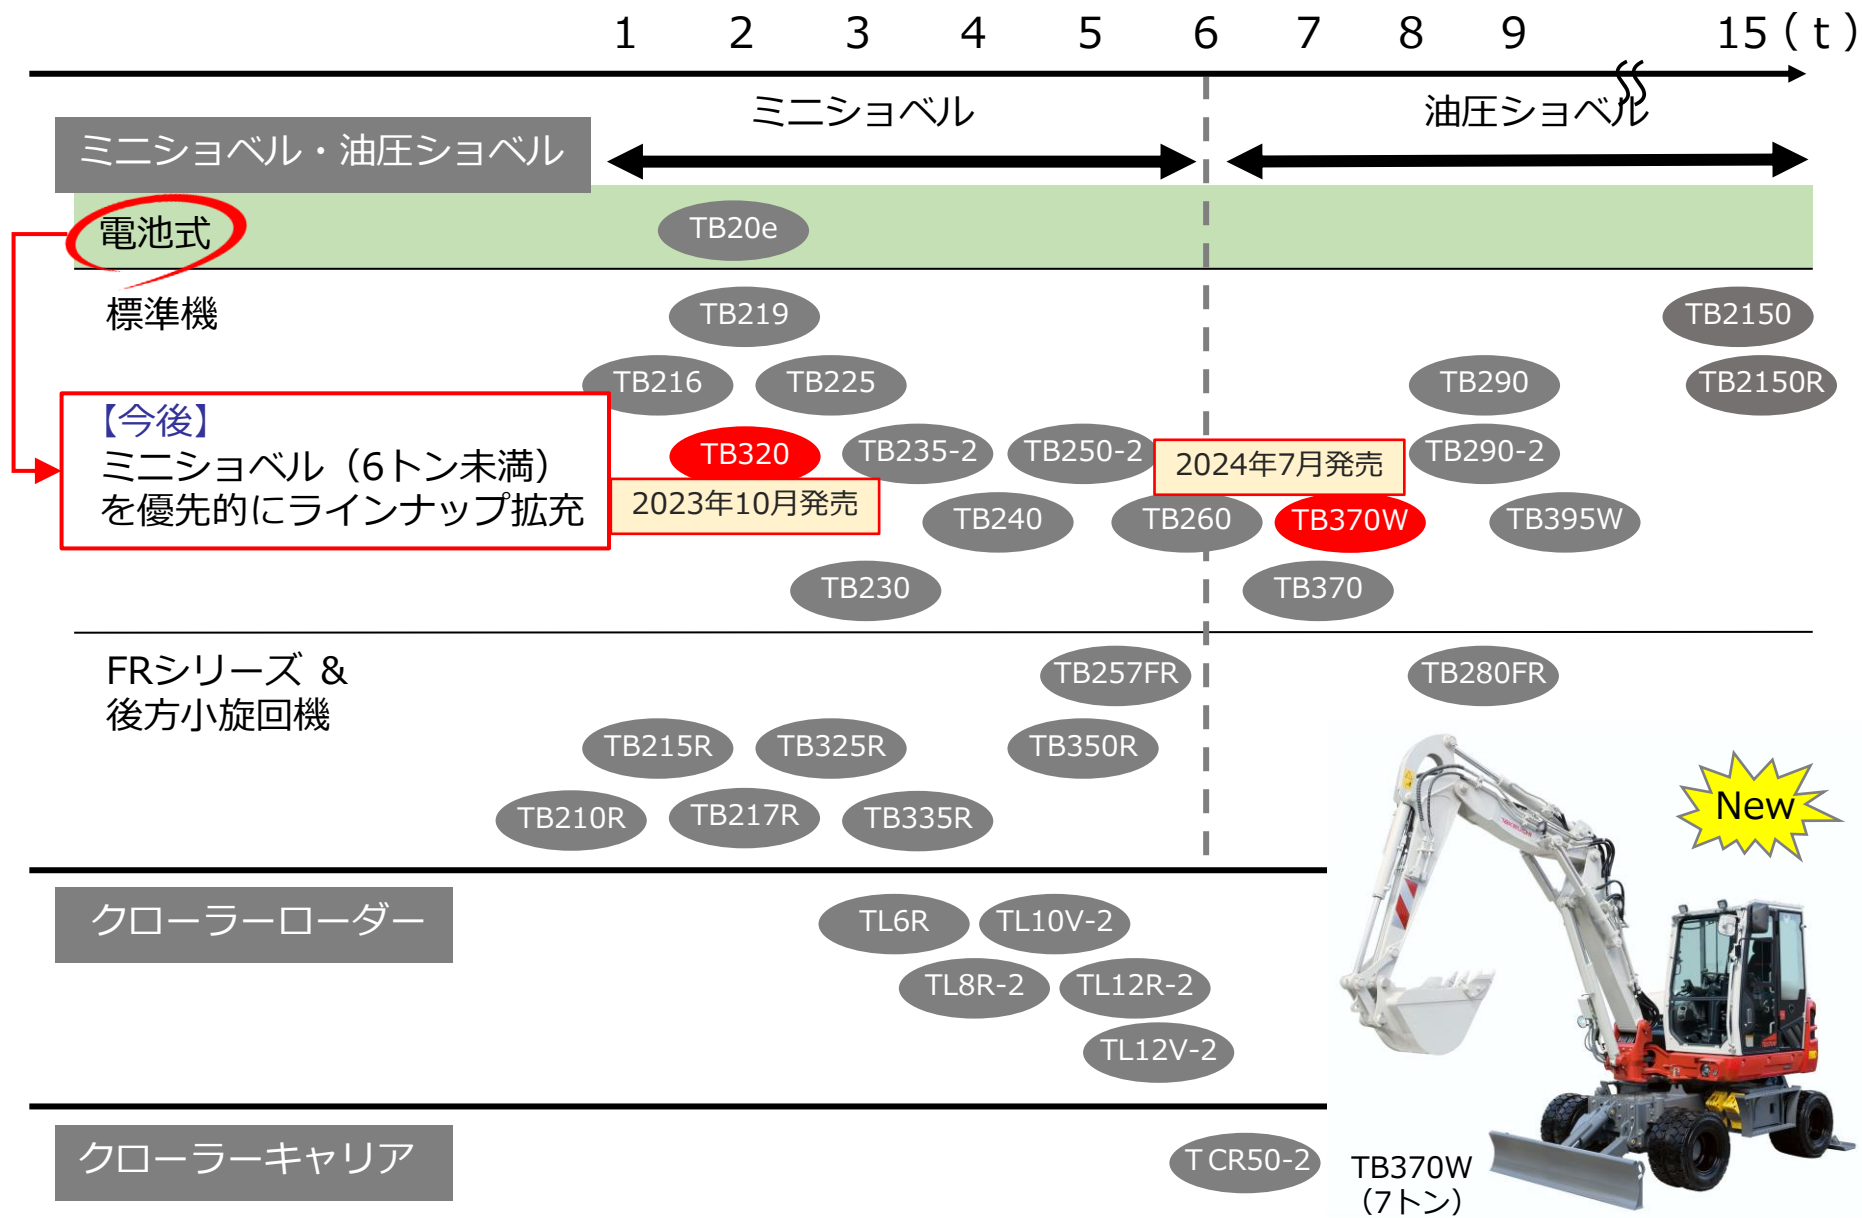 1 2 3 4 5 6 7 8 9 15(t)
ミニショベル 油圧ショベル
ミニショベル・油圧ショベル
電池式 TB20e
標準機 TB219 TB2150
TB216 TB225 TB290 TB2150R
【今後】
ミニショベル（6トン未満）
を優先的にラインナップ拡充
TB320 TB235-2 TB250-2 2024年7月発売 TB290-2
2023年10月発売 TB240 TB260 TB370W TB395W
TB230 TB370
FRシリーズ ＆
後方小旋回機
TB257FR TB280FR
TB215R TB325R TB350R
TB210R TB217R TB335R
New
TAKEUCHI
クローラーローダー
TL6R TL10V-2
TL8R-2 TL12R-2
TL12V-2
クローラーキャリア
TCR50-2
TB370W
（7トン）